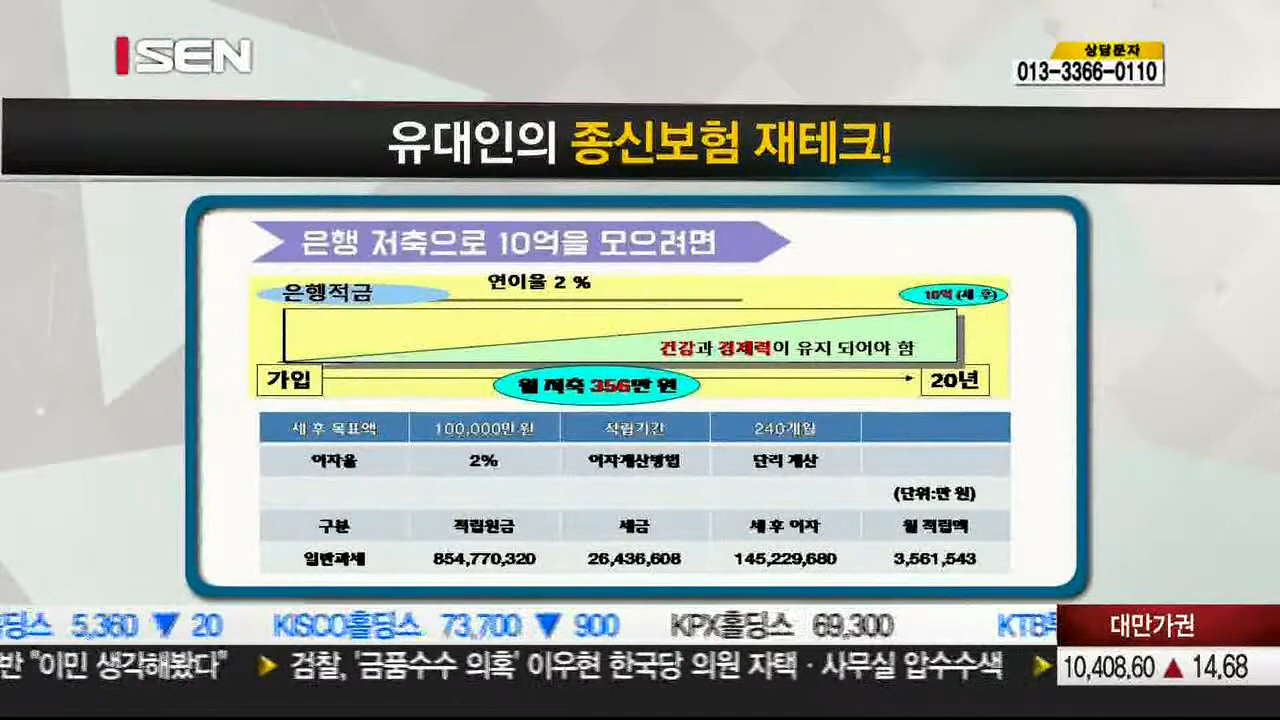 SEN
상담문자
013-3366-0110
유대인의 종신보험 재테크!
은행 저축으로 10억을 모으려면
연이율 2 %
은행적금
10억 (세 후)
건강과 경제력이 유지 되어야 함
가입
월 저축 356만 원
20년
세 후 목표액 100,000만 원 적립기간 240개월
이자율 2% 이자계산방법 단리 계산
(단위:만 원)
구분 적립원금 세금 세 후 이자 월 적립액
일반과세 854,770,320 26,436,608 145,229,680 3,561,543
딩스 5,360 ▼ 20 KISCO홀딩스 73,700 ▼ 900 KPX홀딩스 69,300 KTB
대만가권
반 "이민 생각해봤다" ▶ 검찰, '금품수수 의혹' 이우현 한국당 의원 자택·사무실 압수수색
10,408.60 ▲ 14.68